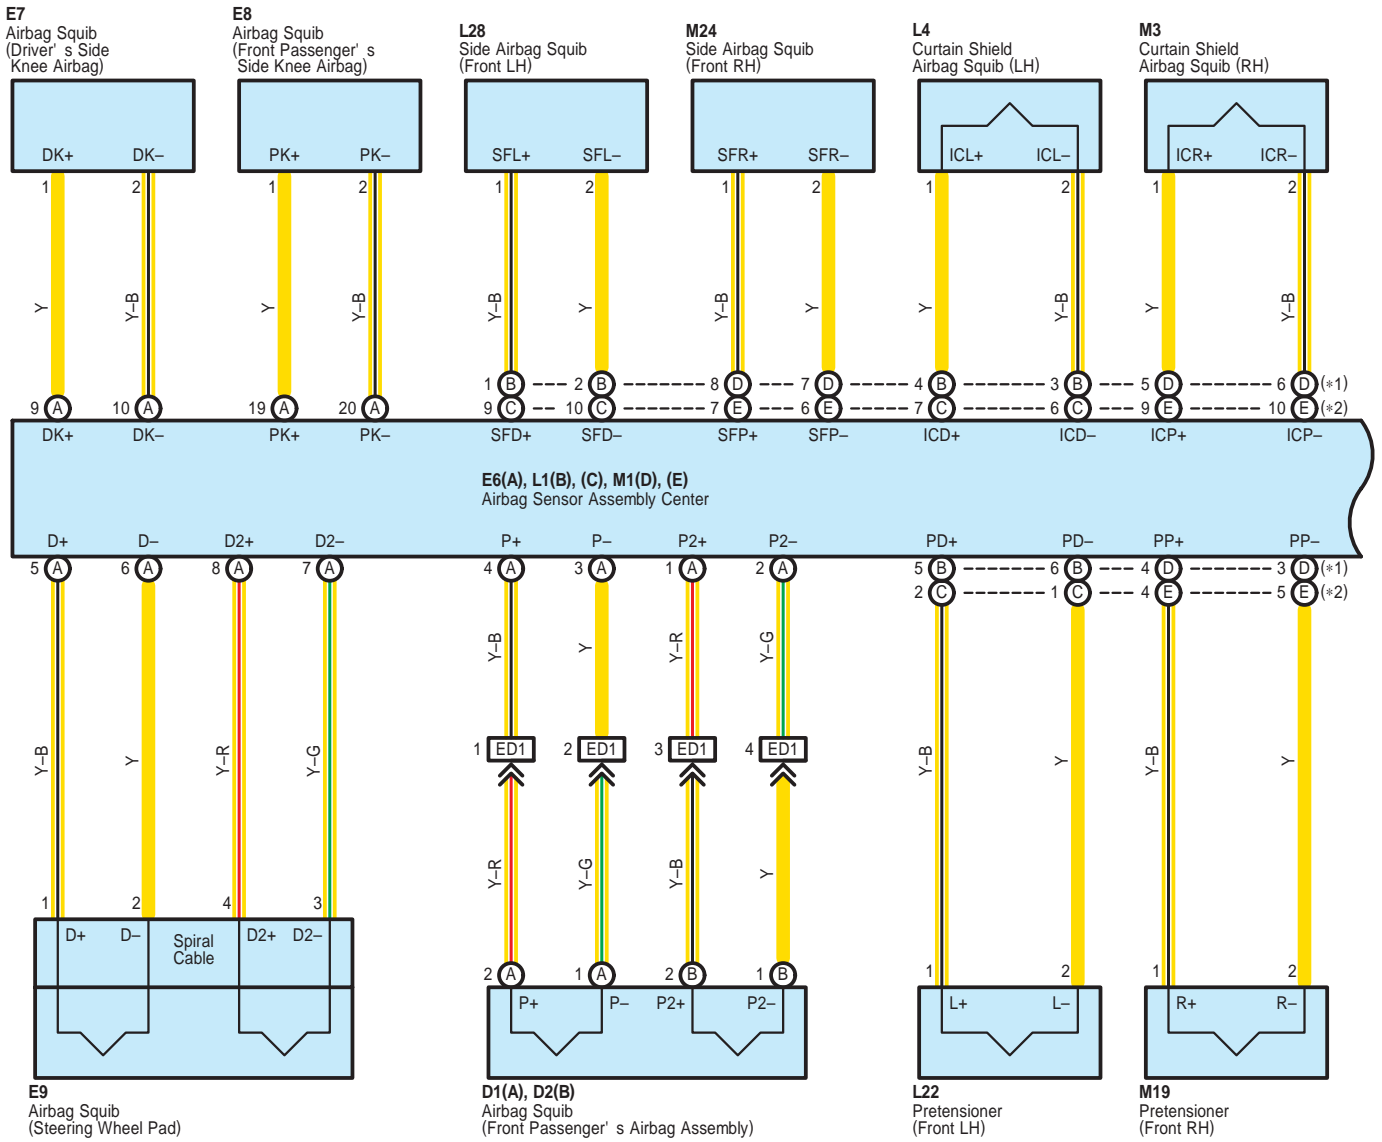 E7
Airbag Squib
(Driver' s Side
Knee Airbag)
E8
Airbag Squib
(Front Passenger' s
Side Knee Airbag)
L28
Side Airbag Squib
(Front LH)
M24
Side Airbag Squib
(Front RH)
L4
Curtain Shield
Airbag Squib (LH)
M3
Curtain Shield
Airbag Squib (RH)
DK+ DK– PK+ PK– SFL+ SFL– SFR+ SFR– ICL+ ICL– ICR+ ICR–
1 2 1 2 1 2 1 2 1 2 1 2
Y Y–B Y Y–B Y–B Y Y–B Y Y Y–B Y Y–B
1 B 2 B 8 D 7 D 4 B 3 B 5 D 6 D (*1)
9 A 10 A 19 A 20 A 9 C 10 C 7 E 6 E 7 C 6 C 9 E 10 E (*2)
DK+ DK– PK+ PK– SFD+ SFD– SFP+ SFP– ICD+ ICD– ICP+ ICP–
E6(A), L1(B), (C), M1(D), (E)
Airbag Sensor Assembly Center
D+ D– D2+ D2– P+ P– P2+ P2– PD+ PD– PP+ PP–
5 A 6 A 8 A 7 A 4 A 3 A 1 A 2 A 5 B 6 B 4 D 3 D (*1)
2 C 1 C 4 E 5 E (*2)
Y–B Y Y–R Y–G
1 ED1 2 ED1 3 ED1 4 ED1
Y–B Y Y–R Y–G Y–B Y Y–B Y
Y–R Y–G Y–B Y
1 2 4 3
D+ D– Spiral Cable D2+ D2–
2 A 1 A 2 B 1 B 1 2 1 2
P+ P– P2+ P2– L+ L– R+ R–
E9
Airbag Squib
(Steering Wheel Pad)
D1(A), D2(B)
Airbag Squib
(Front Passenger' s Airbag Assembly)
L22
Pretensioner
(Front LH)
M19
Pretensioner
(Front RH)